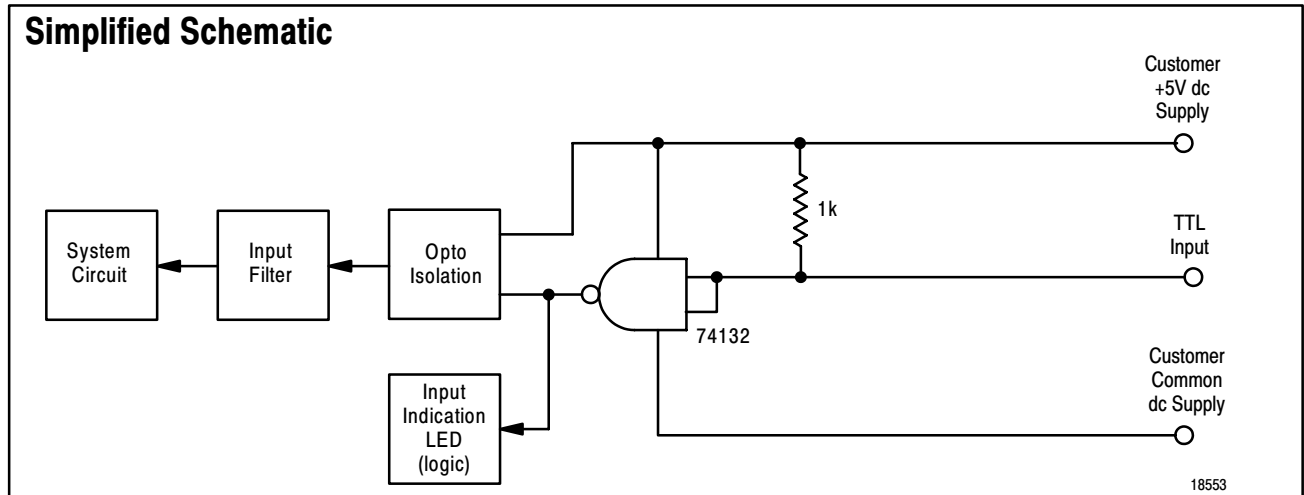 Simplified Schematic
Customer
+5V dc
Supply
1k
TTL
Input
System
Circuit
Input
Filter
Opto
Isolation
74132
Customer
Common
dc Supply
Input
Indication
LED
(logic)
18553